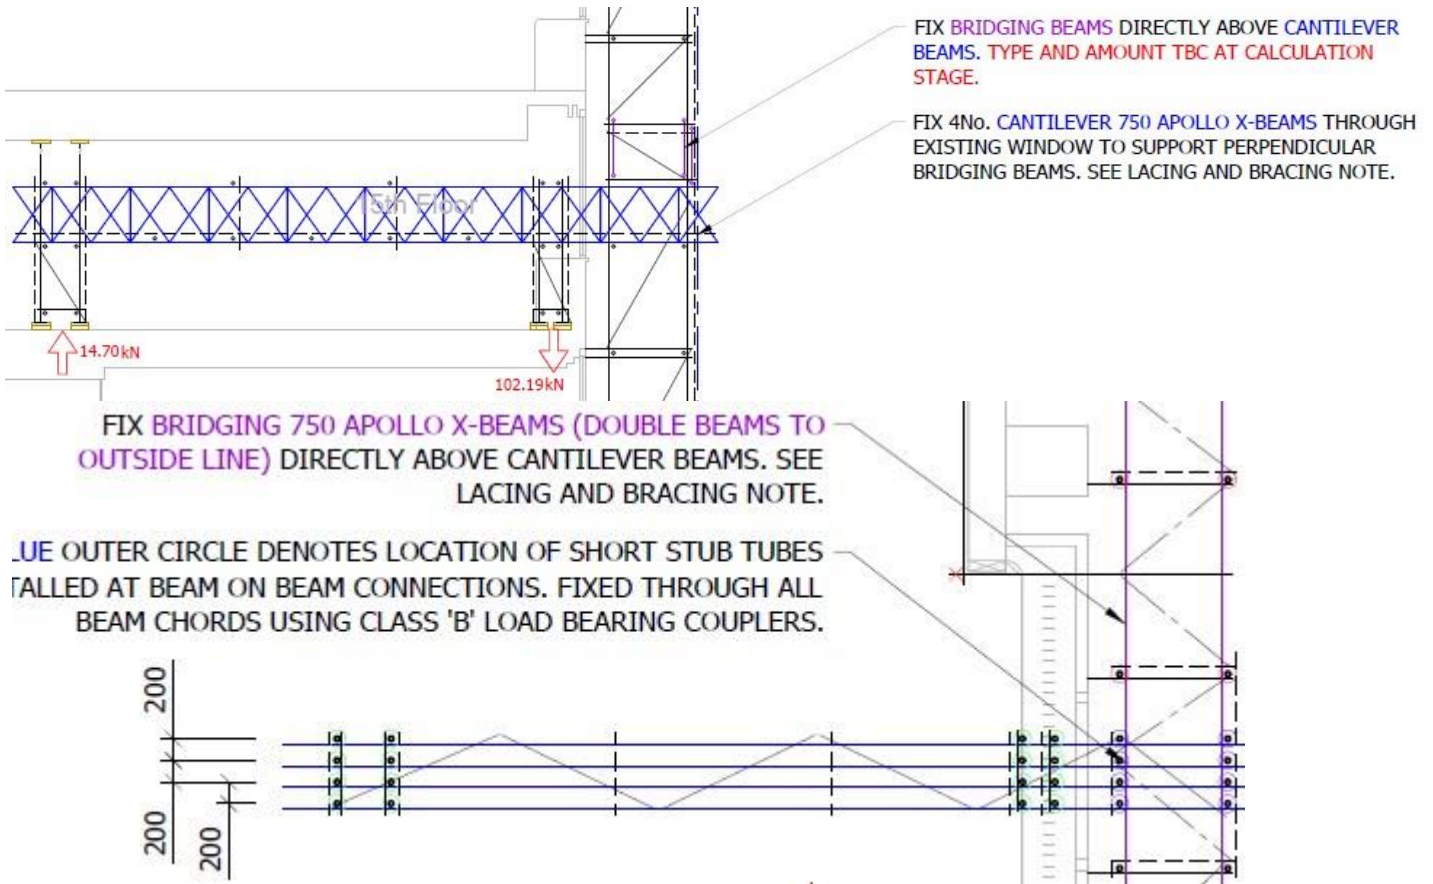 FIX BRIDGING BEAMS DIRECTLY ABOVE CANTILEVER
BEAMS. TYPE AND AMOUNT TBC AT CALCULATION
STAGE.
FIX 4No. CANTILEVER 750 APOLLO X-BEAMS THROUGH
EXISTING WINDOW TO SUPPORT PERPENDICULAR
BRIDGING BEAMS. SEE LACING AND BRACING NOTE.
15th Floor
14.70kN
102.19kN
FIX BRIDGING 750 APOLLO X-BEAMS (DOUBLE BEAMS TO
OUTSIDE LINE) DIRECTLY ABOVE CANTILEVER BEAMS. SEE
LACING AND BRACING NOTE.
LUE OUTER CIRCLE DENOTES LOCATION OF SHORT STUB TUBES
TALLED AT BEAM ON BEAM CONNECTIONS. FIXED THROUGH ALL
BEAM CHORDS USING CLASS 'B' LOAD BEARING COUPLERS.
200
200
200